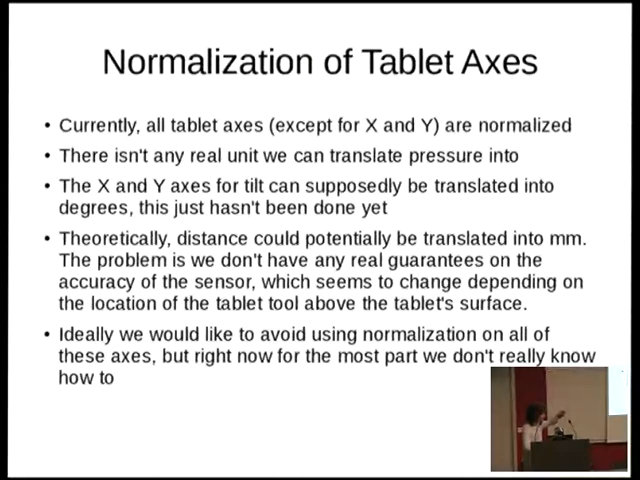 Normalization of Tablet Axes
• Currently, all tablet axes (except for X and Y) are normalized
• There isn't any real unit we can translate pressure into
• The X and Y axes for tilt can supposedly be translated into
degrees, this just hasn't been done yet
• Theoretically, distance could potentially be translated into mm.
The problem is we don't have any real guarantees on the
accuracy of the sensor, which seems to change depending on
the location of the tablet tool above the tablet's surface.
• Ideally we would like to avoid using normalization on all of
these axes, but right now for the most part we don't really know
how to